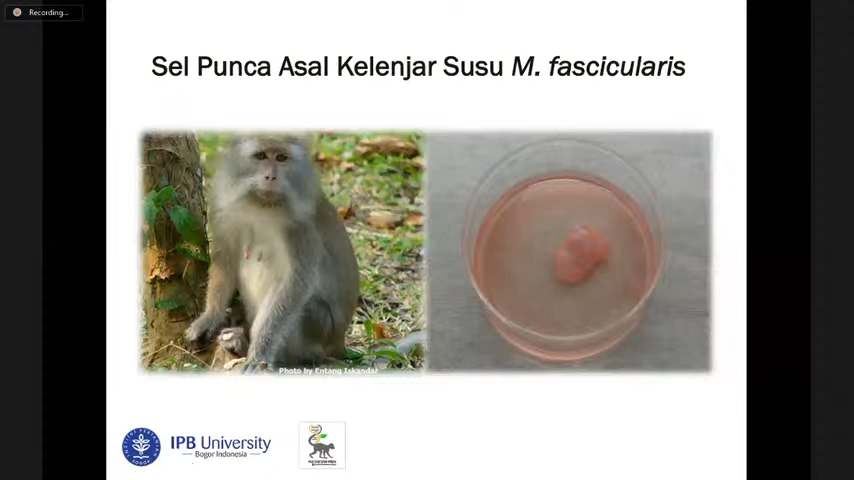 Recording...
Sel Punca Asal Kelenjar Susu M. fascicularis
Photo by Entang Iskandar
IPB University
Bogor Indonesia